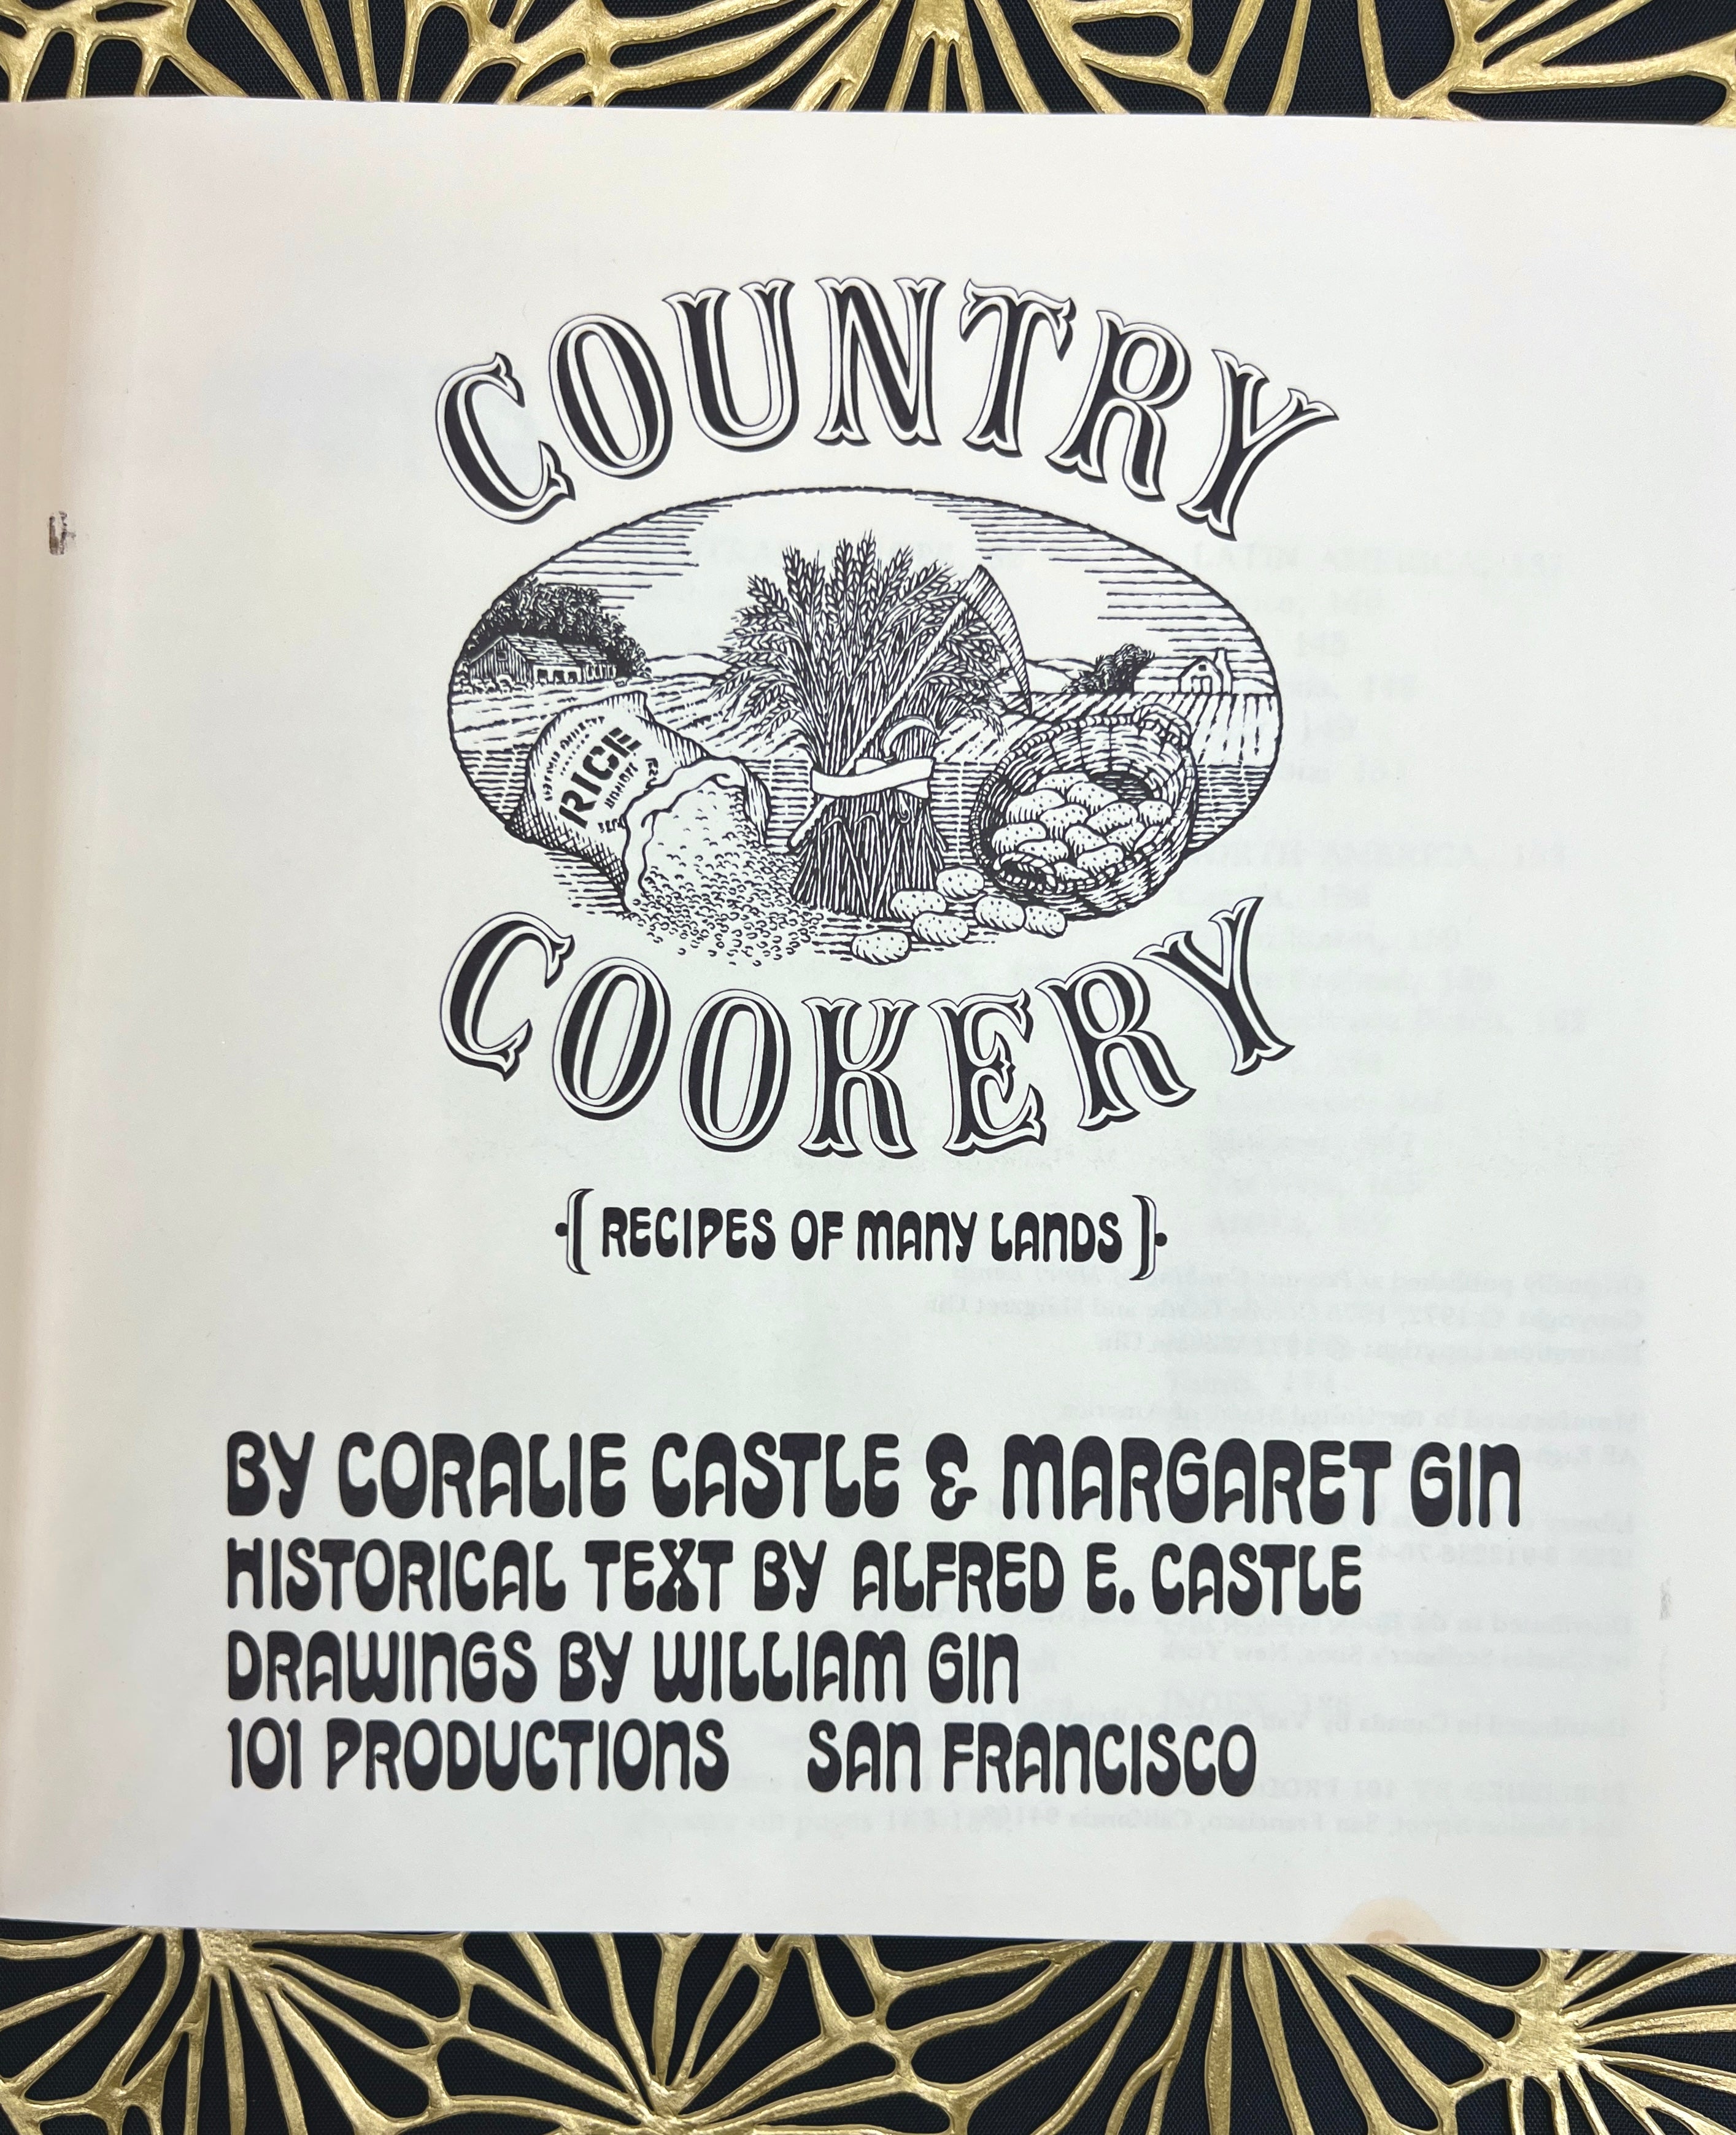 COUNTRY
RICE
COOKERY
[RECIPES OF MANY LANDS]
BY CORALIE CASTLE & MARGARET GIN
HISTORICAL TEXT BY ALFRED E. CASTLE
DRAWINGS BY WILLIAM GIN
101 PRODUCTIONS SAN FRANCISCO